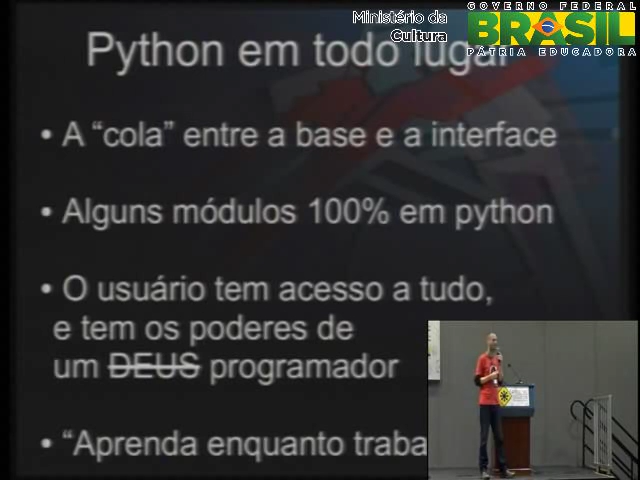 Ministério da
Cultura
GOVERNO FEDERAL
BRASIL
PÁTRIA EDUCADORA
Python em todo lugar
• A “cola” entre a base e a interface
• Alguns módulos 100% em python
• O usuário tem acesso a tudo,
e tem os poderes de
um DEUS programador
• “Aprenda enquanto traba